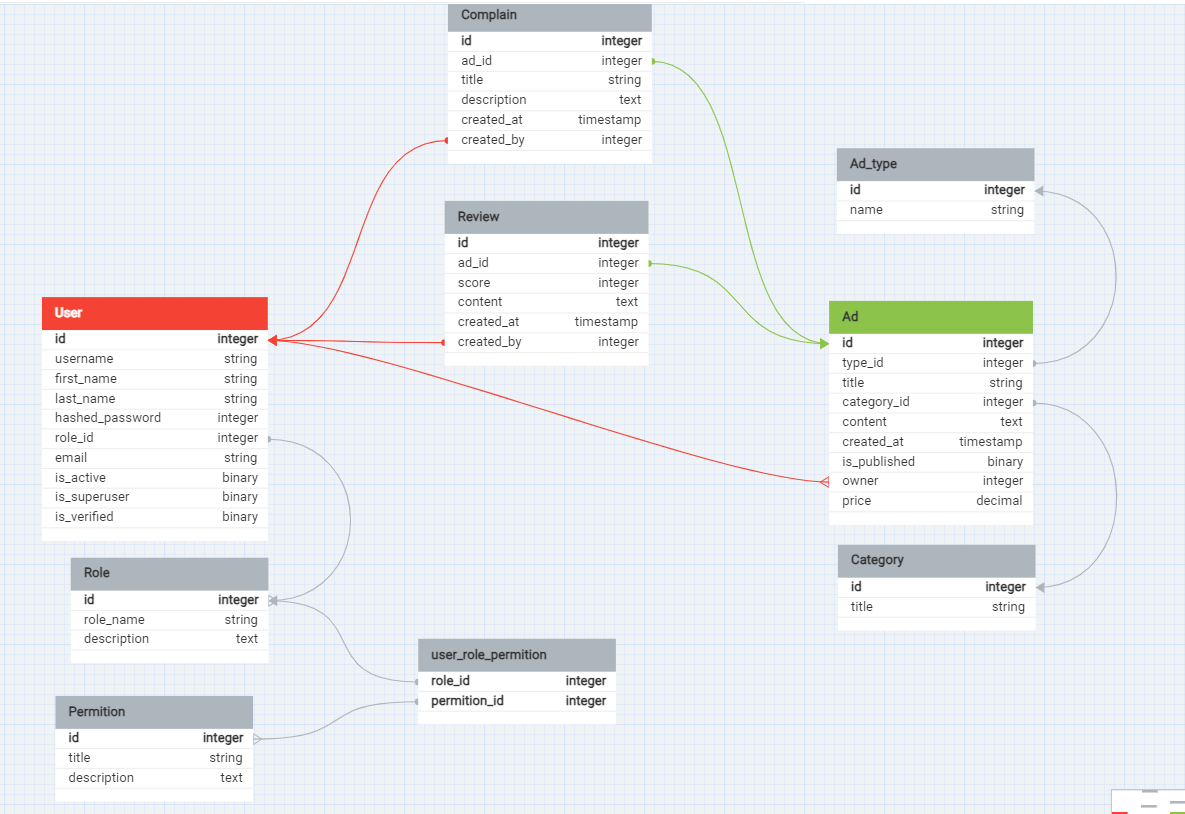 Complain
id integer
ad_id integer
title string
description text
created_at timestamp
created_by integer
Ad_type
id integer
name string
Review
id integer
ad_id integer
score integer
content text
created_at timestamp
created_by integer
User
id integer
username string
first_name string
last_name string
hashed_password integer
role_id integer
email string
is_active binary
is_superuser binary
is_verified binary
Ad
id integer
type_id integer
title string
category_id integer
content text
created_at timestamp
is_published binary
owner integer
price decimal
Category
id integer
title string
Role
id integer
role_name string
description text
user_role_permition
role_id integer
permition_id integer
Permition
id integer
title string
description text